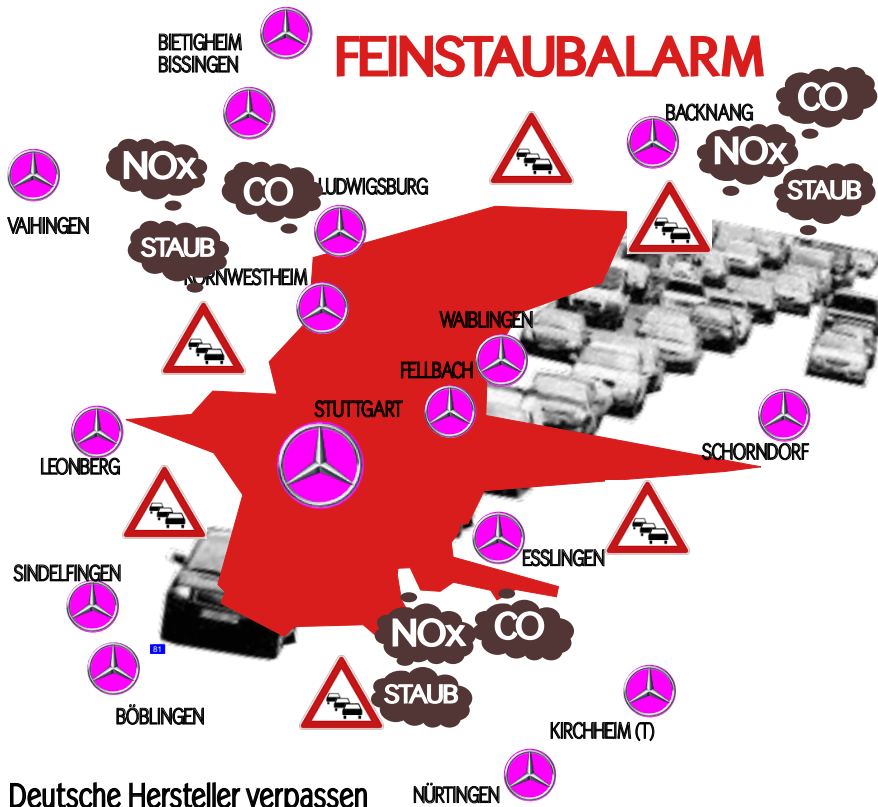 FEINSTAUBALARM
BIETIGHEIM
BISSINGEN
CO
BACKNANG
NOx
STAUB
NOx
CO
LUDWIGSBURG
VAIHINGEN
STAUB
KORNWESTHEIM
WAIBLINGEN
FELLBACH
STUTTGART
SCHORNDORF
LEONBERG
ESSLINGEN
SINDELFINGEN
NOx
CO
81
STAUB
BÖBLINGEN
KIRCHHEIM (T)
NÜRTINGEN
Deutsche Hersteller verpassen